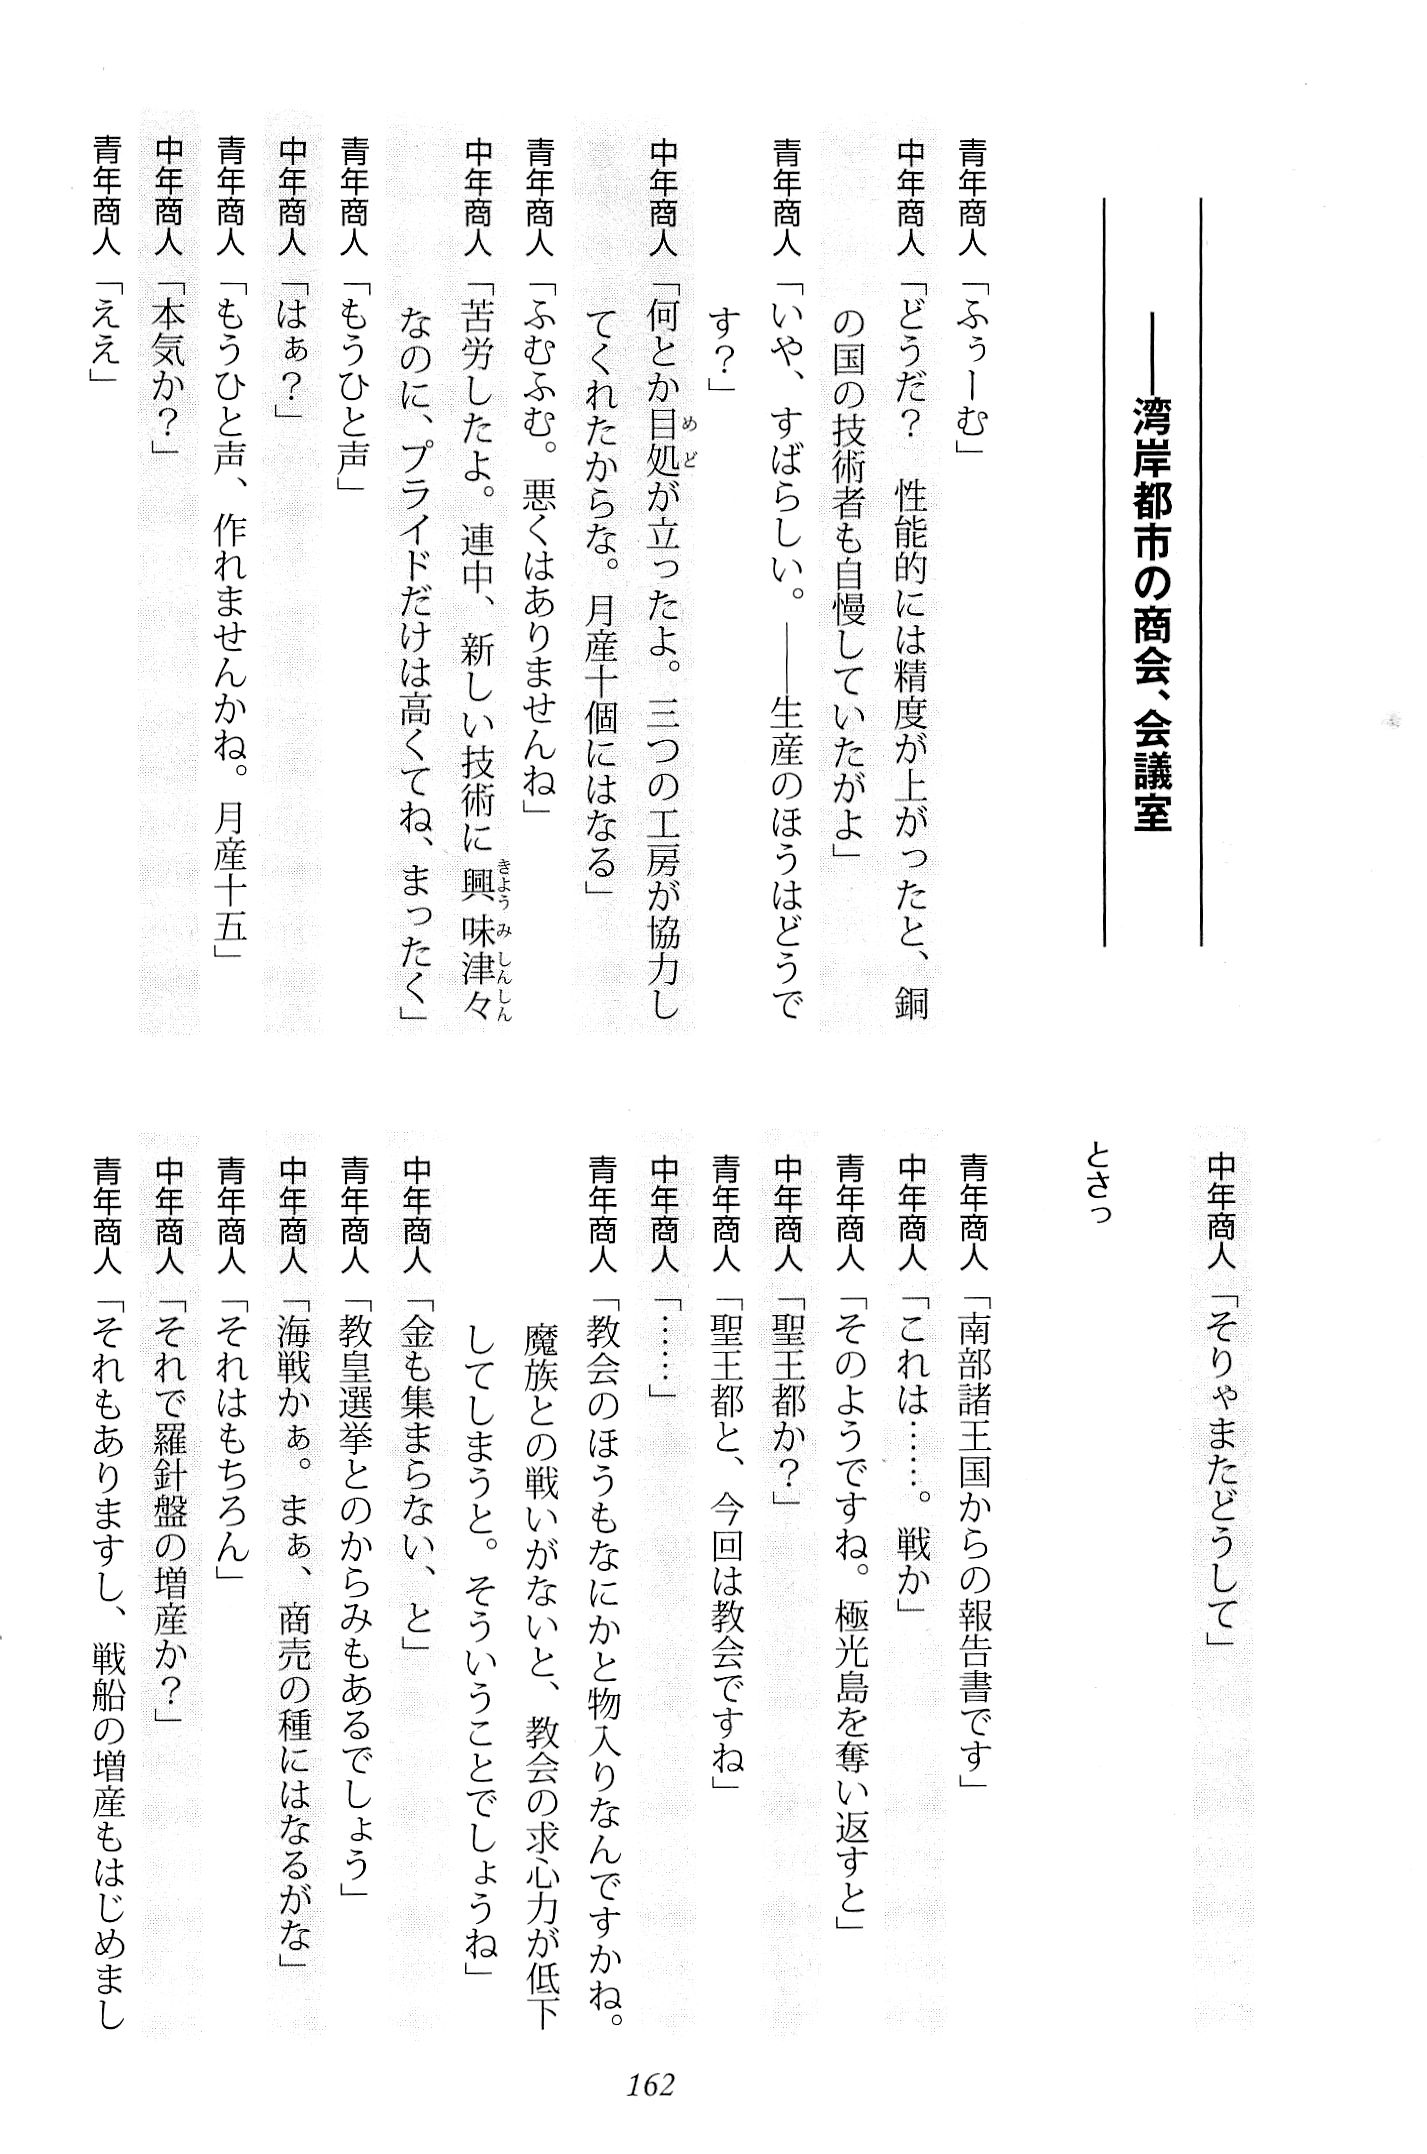 ――湾岸都市の商会、会議室
青年商人「ふぅーむ」
中年商人「どうだ？　性能的には精度が上がったと、銅
の国の技術者も自慢していたがよ」
青年商人「いや、すばらしい。――生産のほうはどうで
す？」
中年商人「何とか目処が立ったよ。三つの工房が協力し
てくれたからな。月産十個にはなる」
青年商人「ふむふむ。悪くはありませんね」
中年商人「苦労したよ。連中、新しい技術に興味津々
なのに、プライドだけは高くてね、まったく」
青年商人「もうひと声」
中年商人「はぁ？」
青年商人「もうひと声、作れませんかね。月産十五」
中年商人「本気か？」
青年商人「ええ」
中年商人「そりゃまたどうして」
とさっ
青年商人「南部諸王国からの報告書です」
中年商人「これは……。戦か」
青年商人「そのようですね。極光島を奪い返すと」
中年商人「聖王都か？」
青年商人「聖王都と、今回は教会ですね」
中年商人「……」
青年商人「教会のほうもなにかと物入りなんですかね。
魔族との戦いがないと、教会の求心力が低下
してしまうと。そういうことでしょうね」
中年商人「金も集まらない、と」
青年商人「教皇選挙とのからみもあるでしょう」
中年商人「海戦かぁ。まぁ、商売の種にはなるがな」
青年商人「それはもちろん」
中年商人「それで羅針盤の増産か？」
青年商人「それもありますし、戦船の増産もはじめまし
162